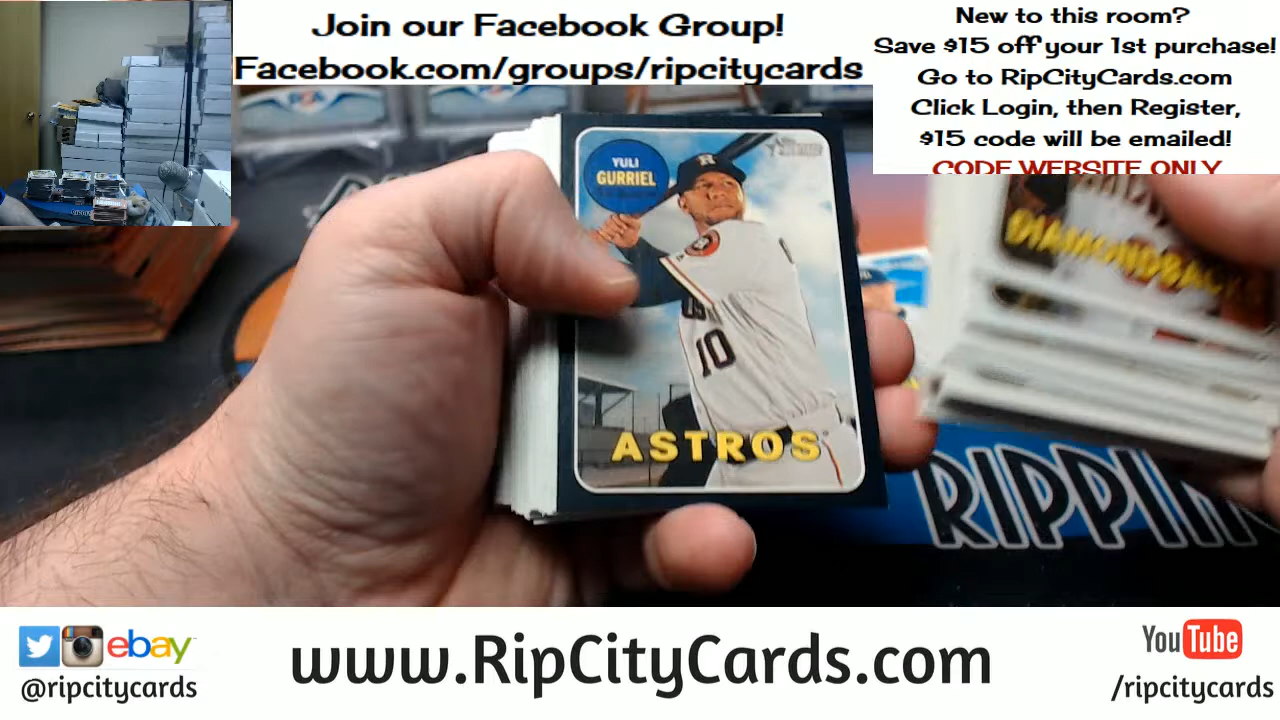 Join our Facebook Group!
Facebook.com/groups/ripcitycards
New to this room?
Save $15 off your 1st purchase!
Go to RipCityCards.com
Click Login, then Register,
$15 code will be emailed!
CODE WEBSITE ONLY
YULI
GURRIEL
10
ASTROS
DIAMONDBACKS
RIPPIN
ebay
@ripcitycards
www.RipCityCards.com
YouTube
/ripcitycards